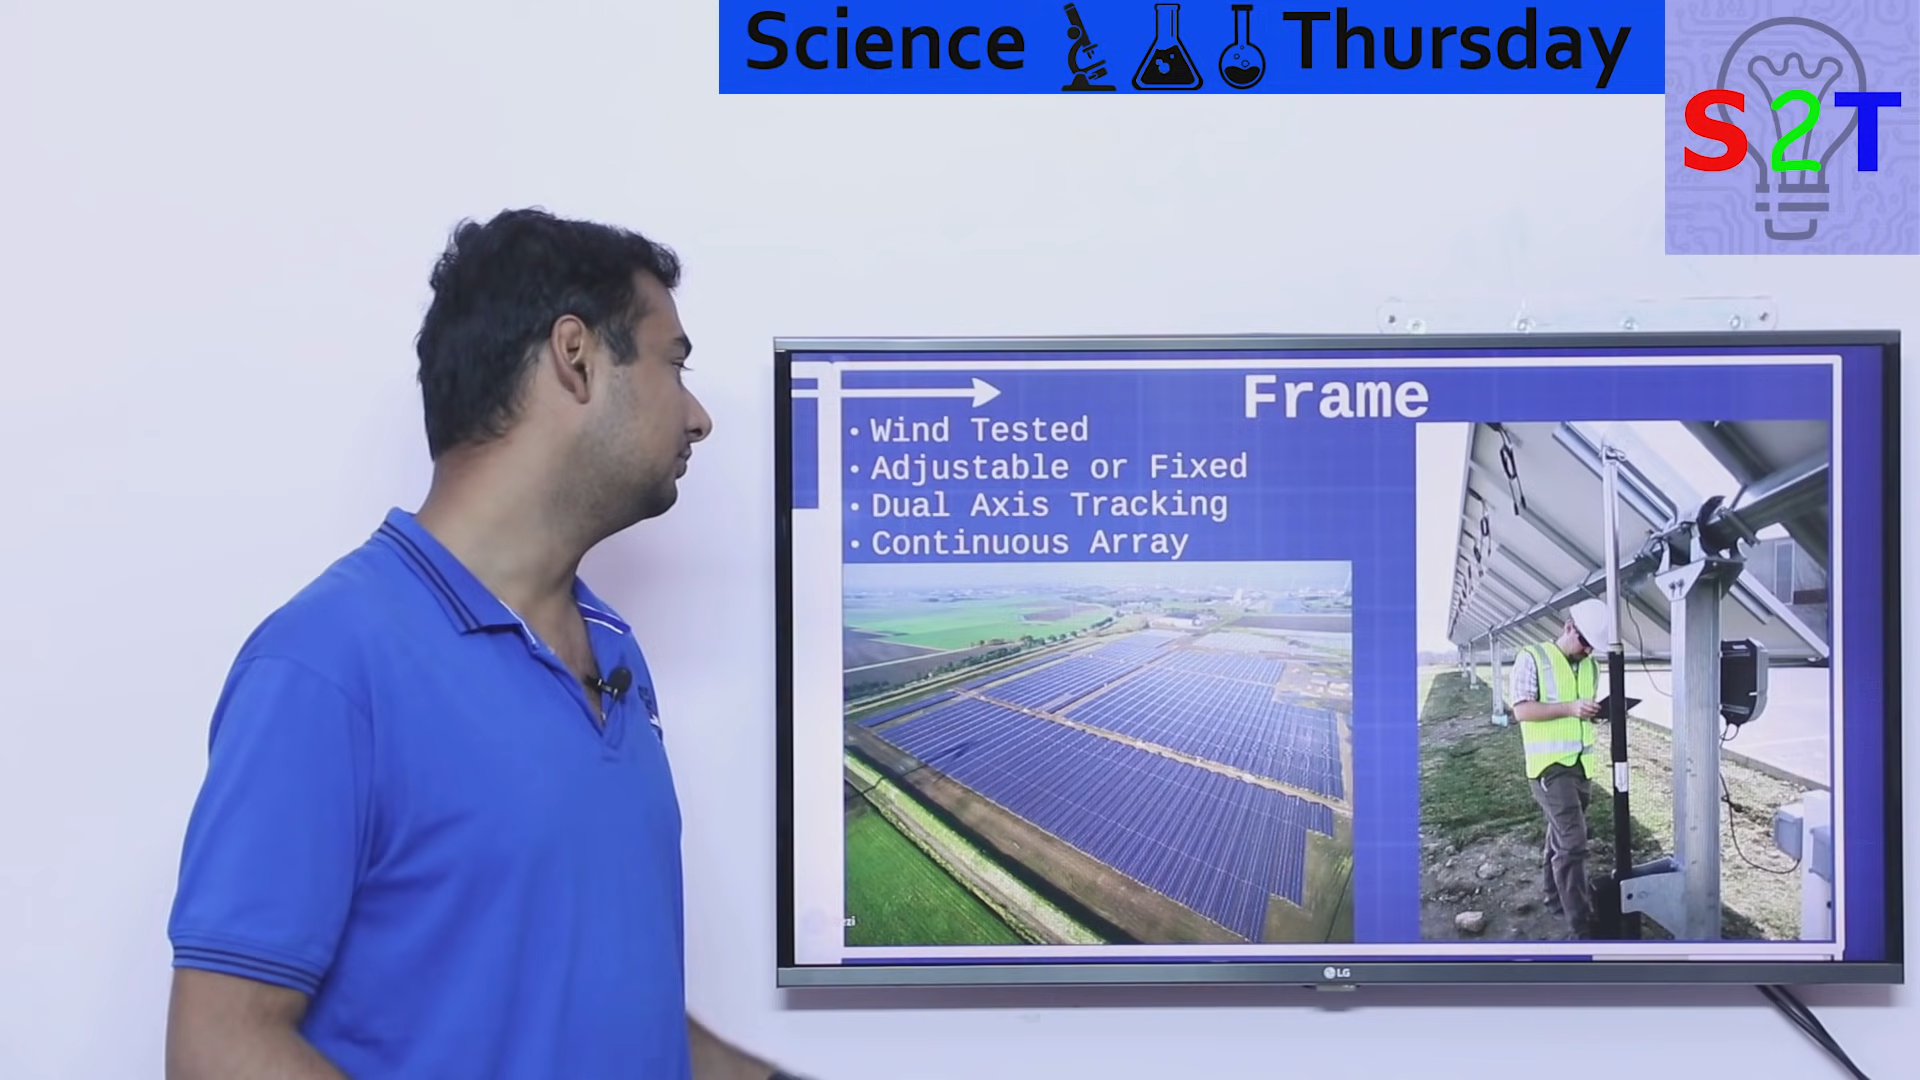 Science Thursday
S2T
Frame
• Wind Tested
• Adjustable or Fixed
• Dual Axis Tracking
• Continuous Array
LG